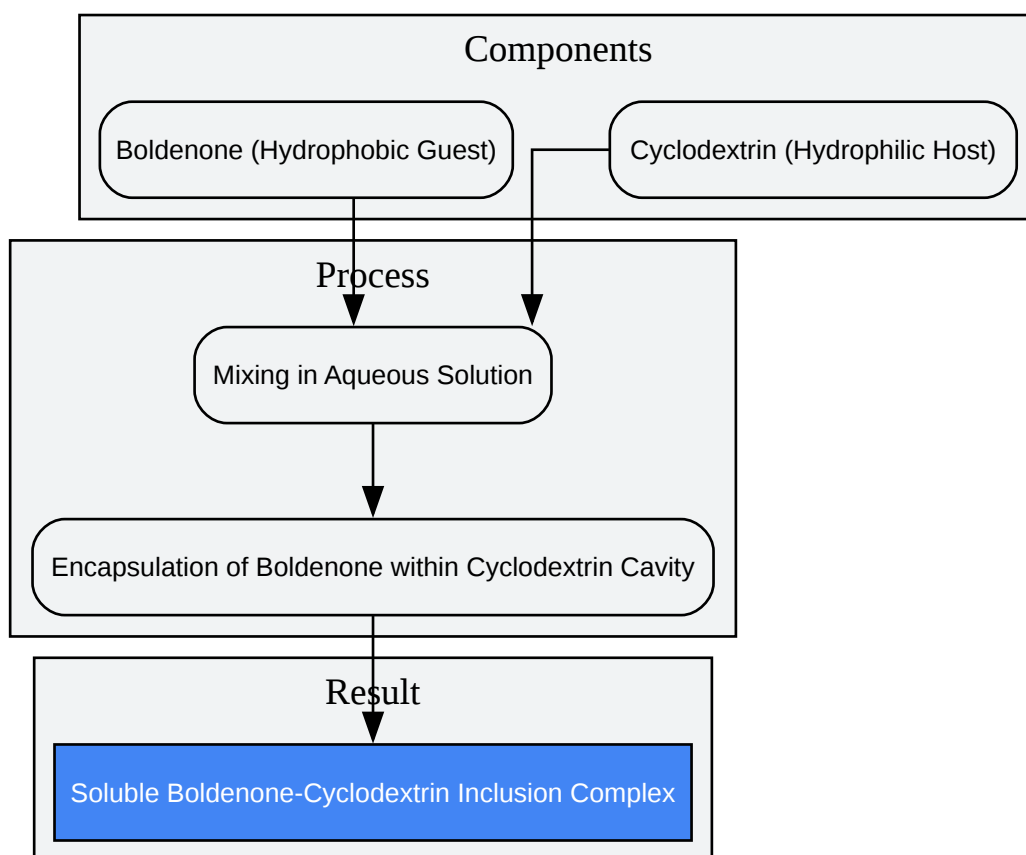 Components
Boldenone (Hydrophobic Guest)
Cyclodextrin (Hydrophilic Host)
Process
Mixing in Aqueous Solution
Encapsulation of Boldenone within Cyclodextrin Cavity
Result
Soluble Boldenone-Cyclodextrin Inclusion Complex